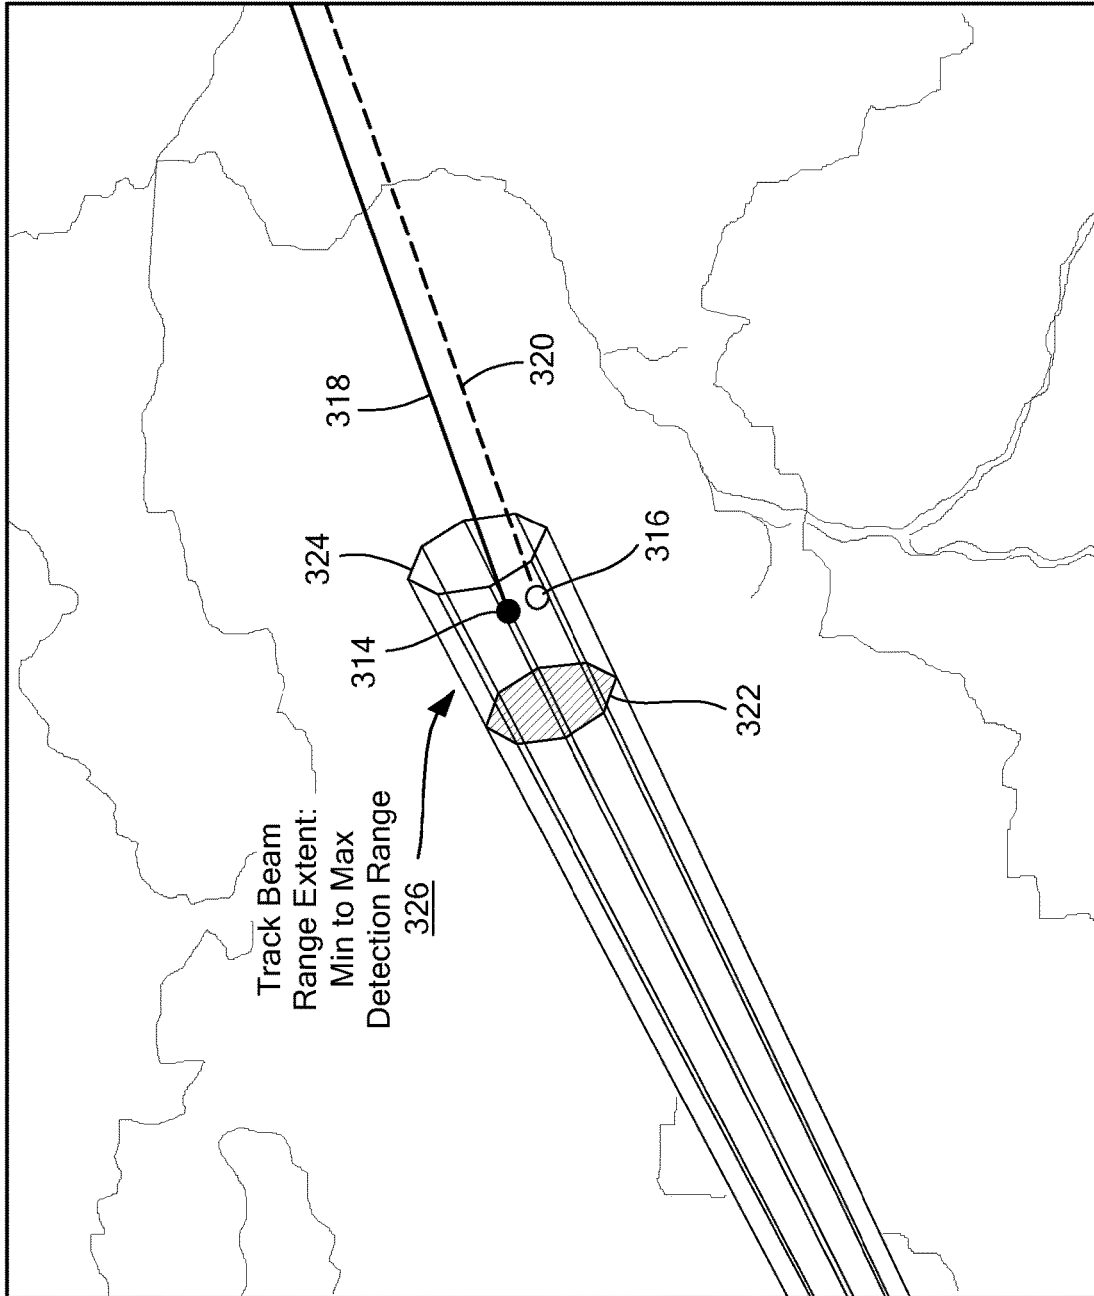 318
320
324
314
316
322
Track Beam
Range Extent:
Min to Max
Detection Range
326